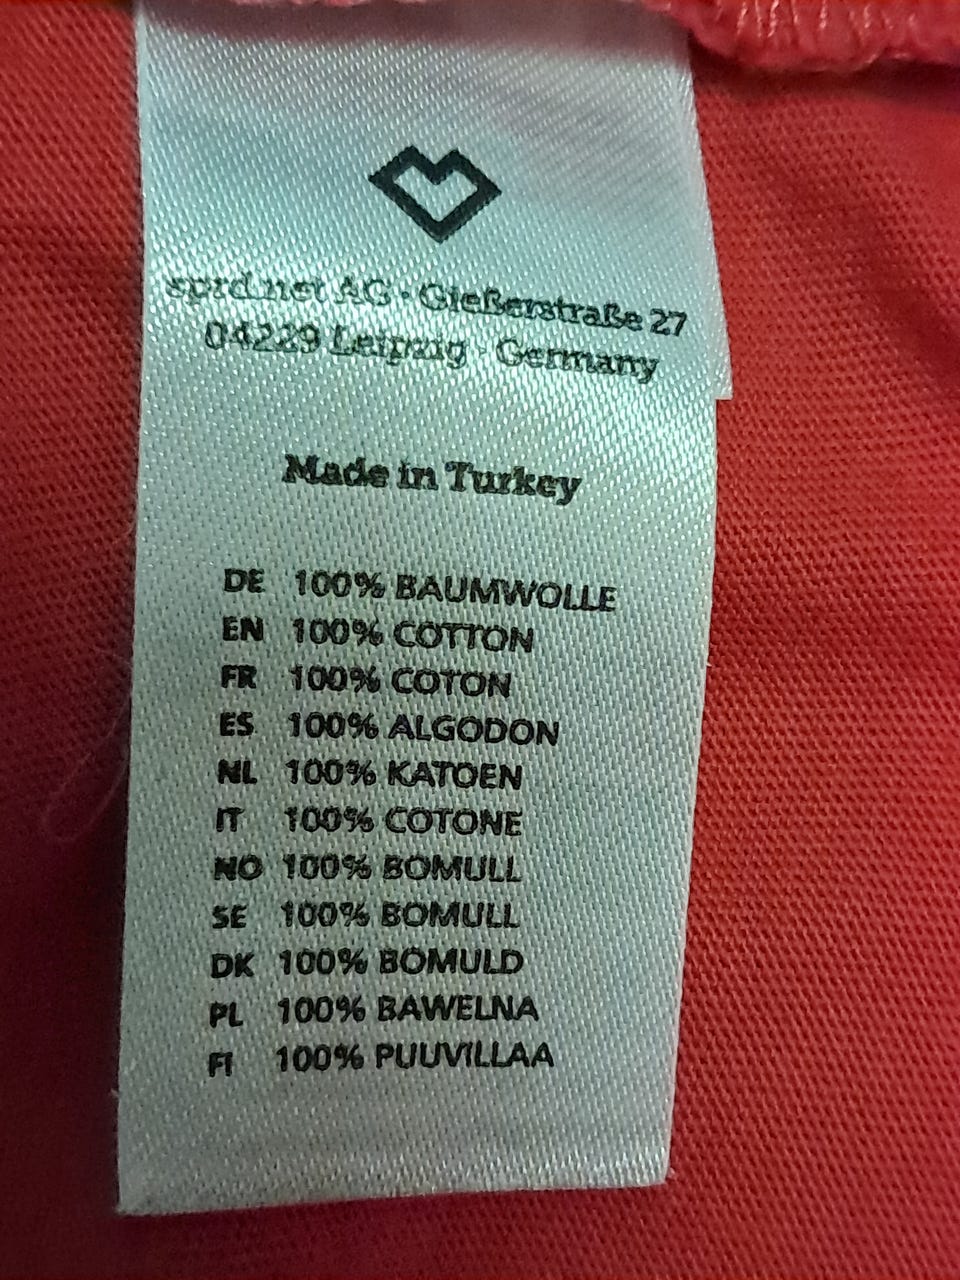 sprd.net AG · Gießerstraße 27
04229 Leipzig · Germany
Made in Turkey
DE 100% BAUMWOLLE
EN 100% COTTON
FR 100% COTON
ES 100% ALGODON
NL 100% KATOEN
IT 100% COTONE
NO 100% BOMULL
SE 100% BOMULL
DK 100% BOMULD
PL 100% BAWELNA
FI 100% PUUVILLAA